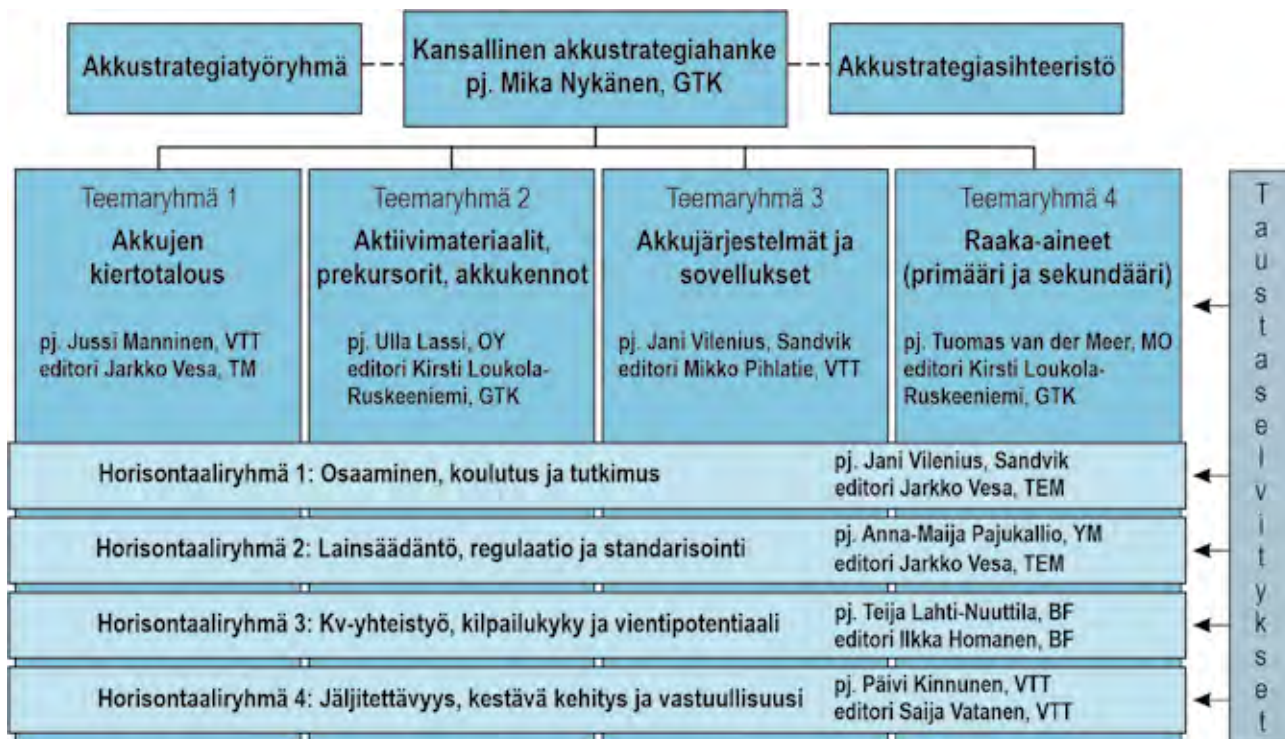 Akkustrategiatyöryhmä
Kansallinen akkustrategiahanke
pj. Mika Nykänen, GTK
Akkustrategiasihteeristö
Teemaryhmä 1
Akkujen
kiertotalous
pj. Jussi Manninen, VTT
editori Jarkko Vesa, TM
Teemaryhmä 2
Aktiivimateriaalit,
prekursorit, akkukennot
pj. Ulla Lassi, OY
editori Kirsti Loukola-
Ruskeeniemi, GTK
Teemaryhmä 3
Akkujärjestelmät ja
sovellukset
pj. Jani Vilenius, Sandvik
editori Mikko Pihlatie, VTT
Teemaryhmä 4
Raaka-aineet
(primääri ja sekundääri)
pj. Tuomas van der Meer, MO
editori Kirsti Loukola-
Ruskeeniemi, GTK
Horisontaaliryhmä 1: Osaaminen, koulutus ja tutkimus
pj. Jani Vilenius, Sandvik
editori Jarkko Vesa, TEM
Horisontaaliryhmä 2: Lainsäädäntö, regulaatio ja standarisointi
pj. Anna-Maija Pajukallio, YM
editori Jarkko Vesa, TEM
Horisontaaliryhmä 3: Kv-yhteistyö, kilpailukyky ja vientipotentiaali
pj. Teija Lahti-Nuuttila, BF
editori Ilkka Homanen, BF
Horisontaaliryhmä 4: Jäljitettävyys, kestävä kehitys ja vastuullisuusi
pj. Päivi Kinnunen, VTT
editori Saija Vatanen, VTT
Taustaselvitykset